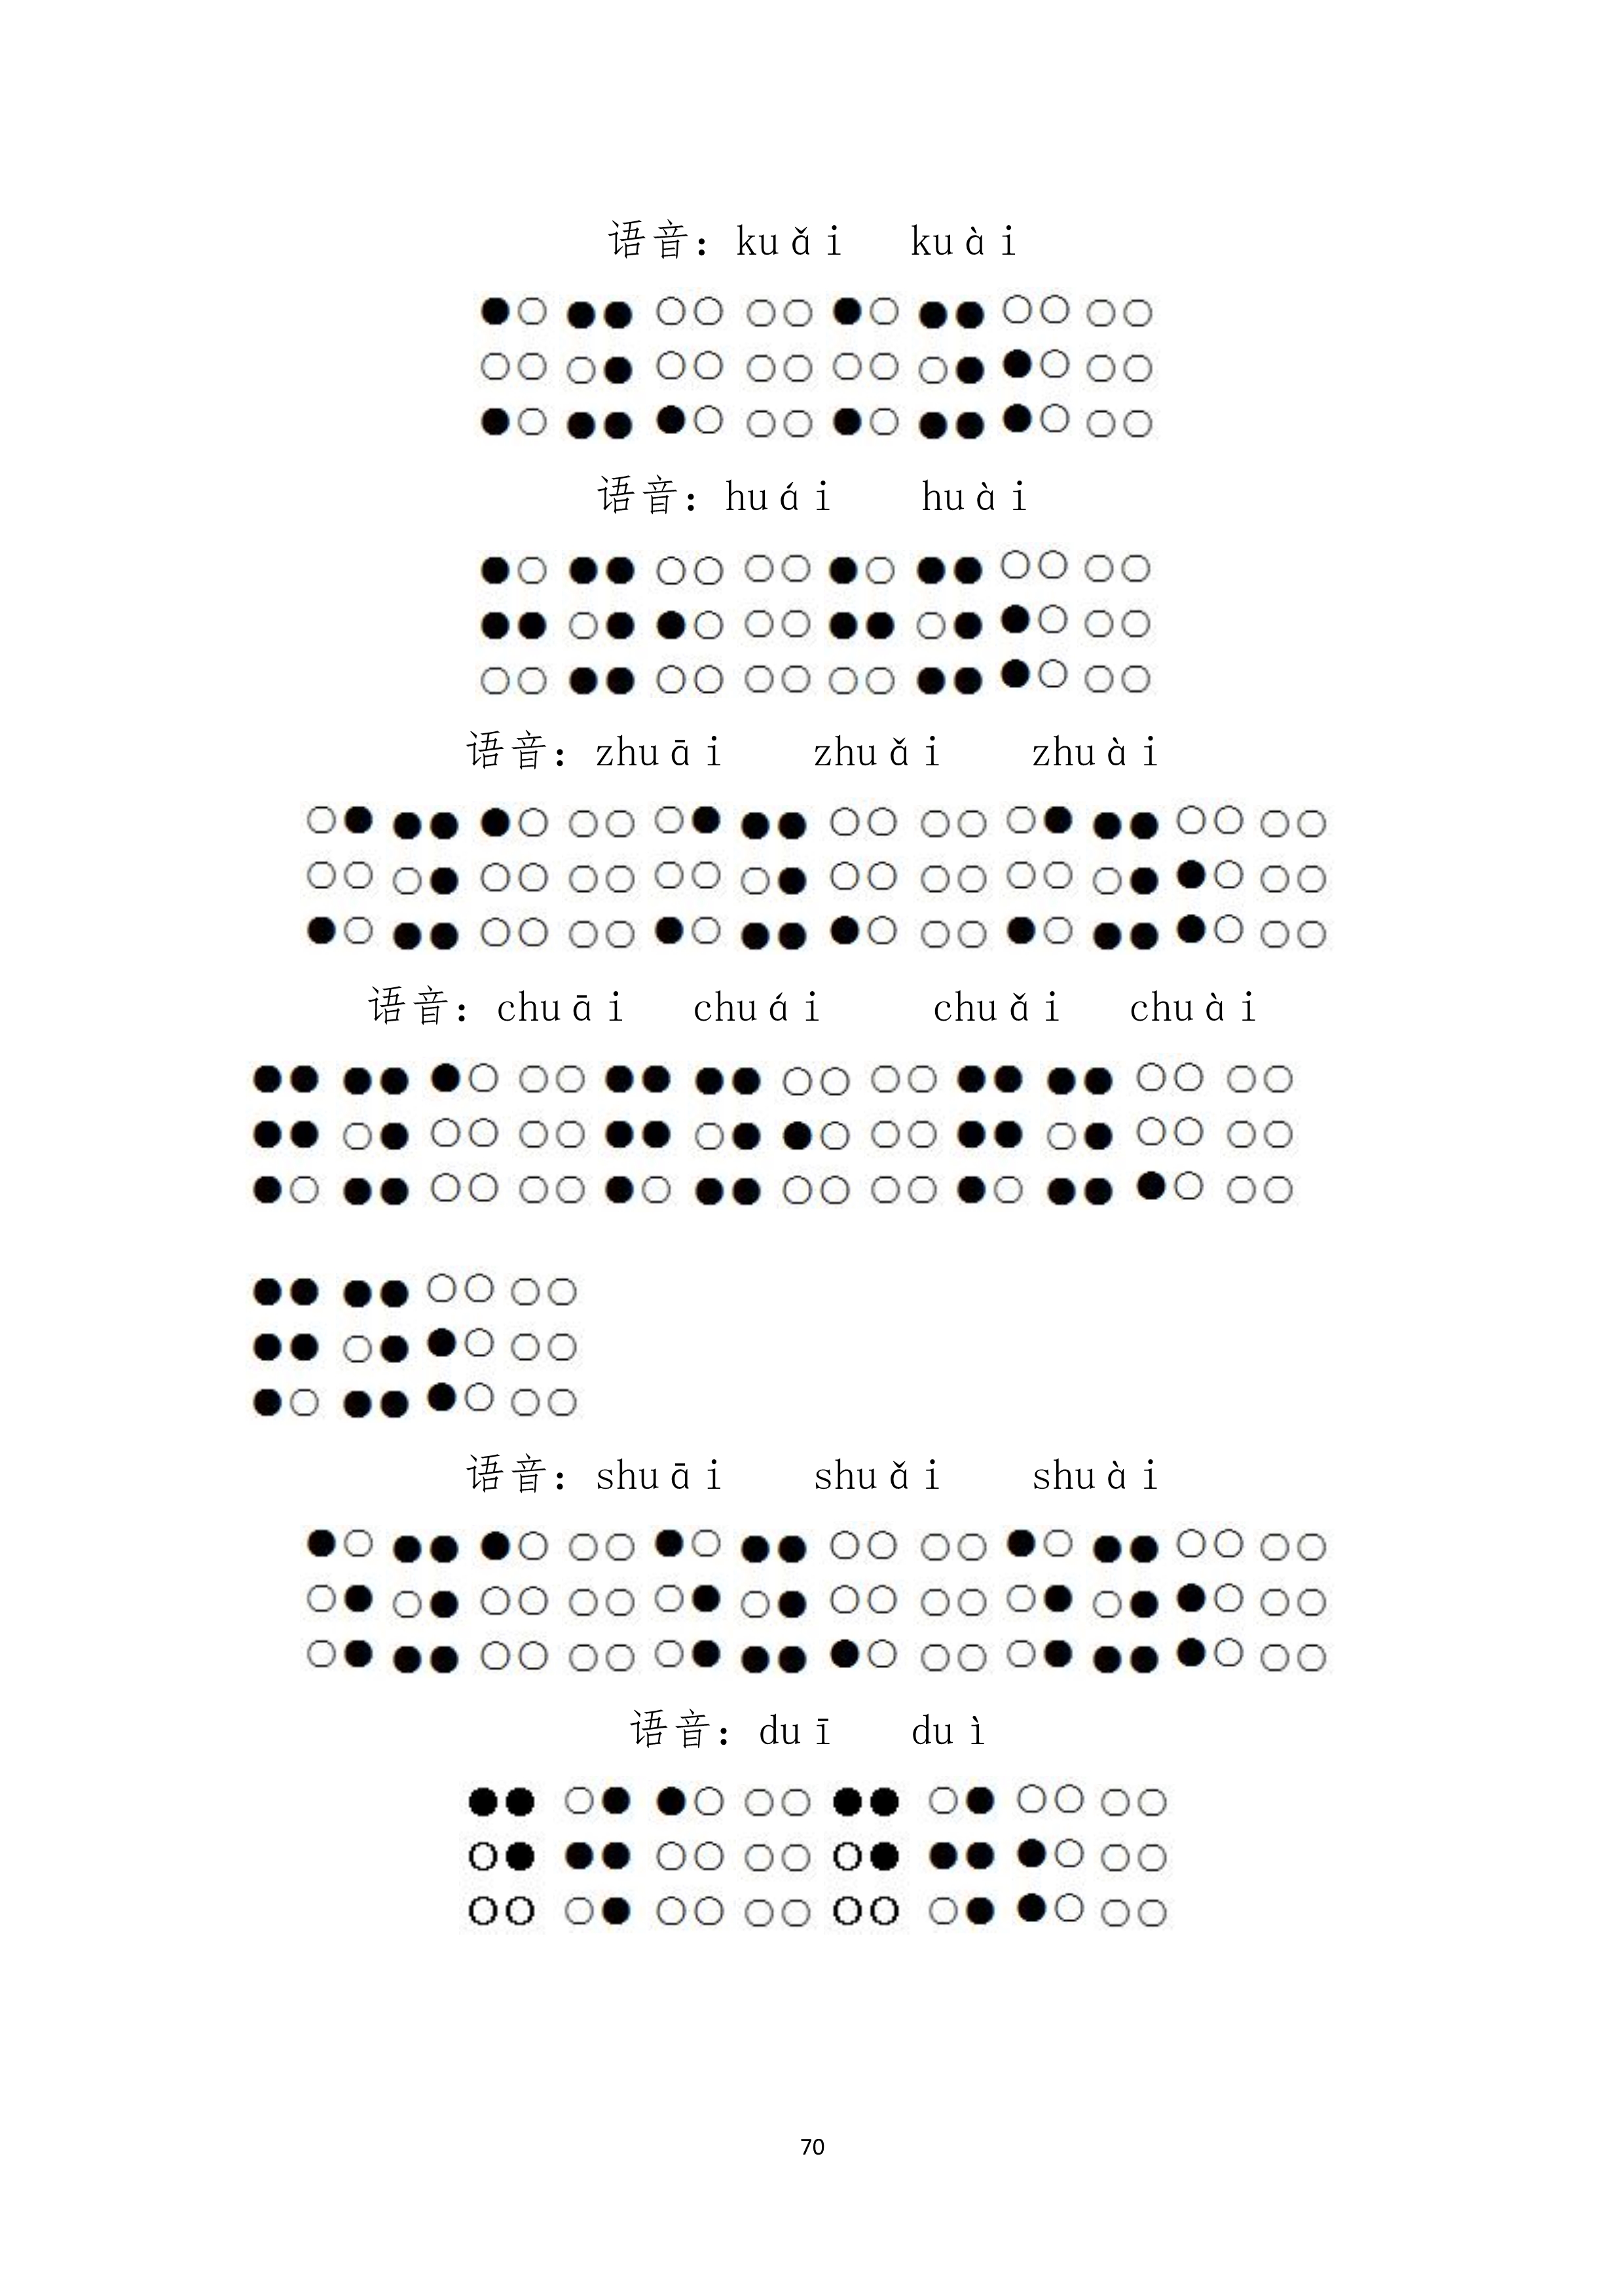 语音：kuǎi kuài
⠅⠽⠄⠀⠅⠽⠆⠀
语音：huái huài
⠓⠽⠂⠀⠓⠽⠆⠀
语音：zhuāi zhuǎi zhuài
⠌⠽⠁⠀⠌⠽⠄⠀⠌⠽⠆⠀
语音：chuāi chuái chuǎi chuài
⠟⠽⠁⠀⠟⠽⠂⠀⠟⠽⠄⠀
⠟⠽⠆⠀
语音：shuāi shuǎi shuài
⠱⠽⠁⠀⠱⠽⠄⠀⠱⠽⠆⠀
语音：duī duì
⠙⠺⠁⠀⠙⠺⠆⠀
70